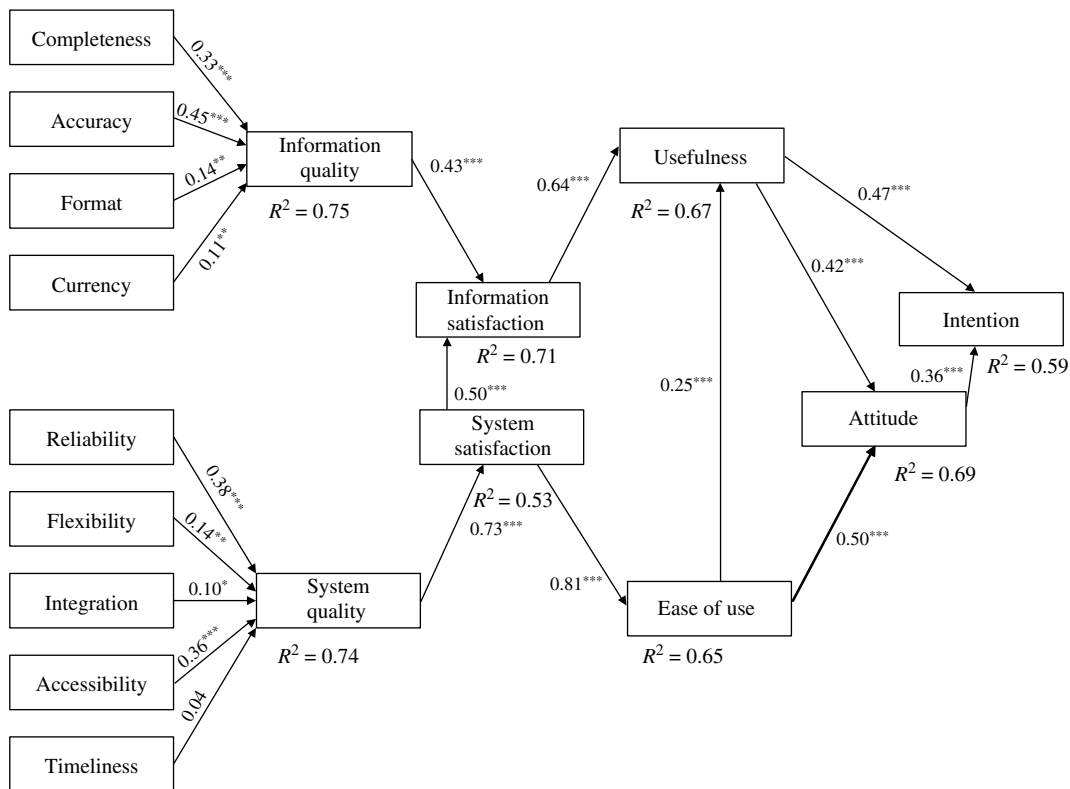 Completeness
0.33***
Accuracy
0.45***
Format
0.14**
Currency
0.11**
Information
quality
R² = 0.75
0.43***
Information
satisfaction
R² = 0.71
0.50***
System
satisfaction
R² = 0.53
0.73***
Reliability
0.38***
Flexibility
0.14**
Integration
0.10*
Accessibility
0.36***
Timeliness
0.04
System
quality
R² = 0.74
0.64***
Usefulness
R² = 0.67
0.47***
0.42***
0.25***
0.81***
Ease of use
R² = 0.65
0.50***
Attitude
R² = 0.69
0.36***
Intention
R² = 0.59